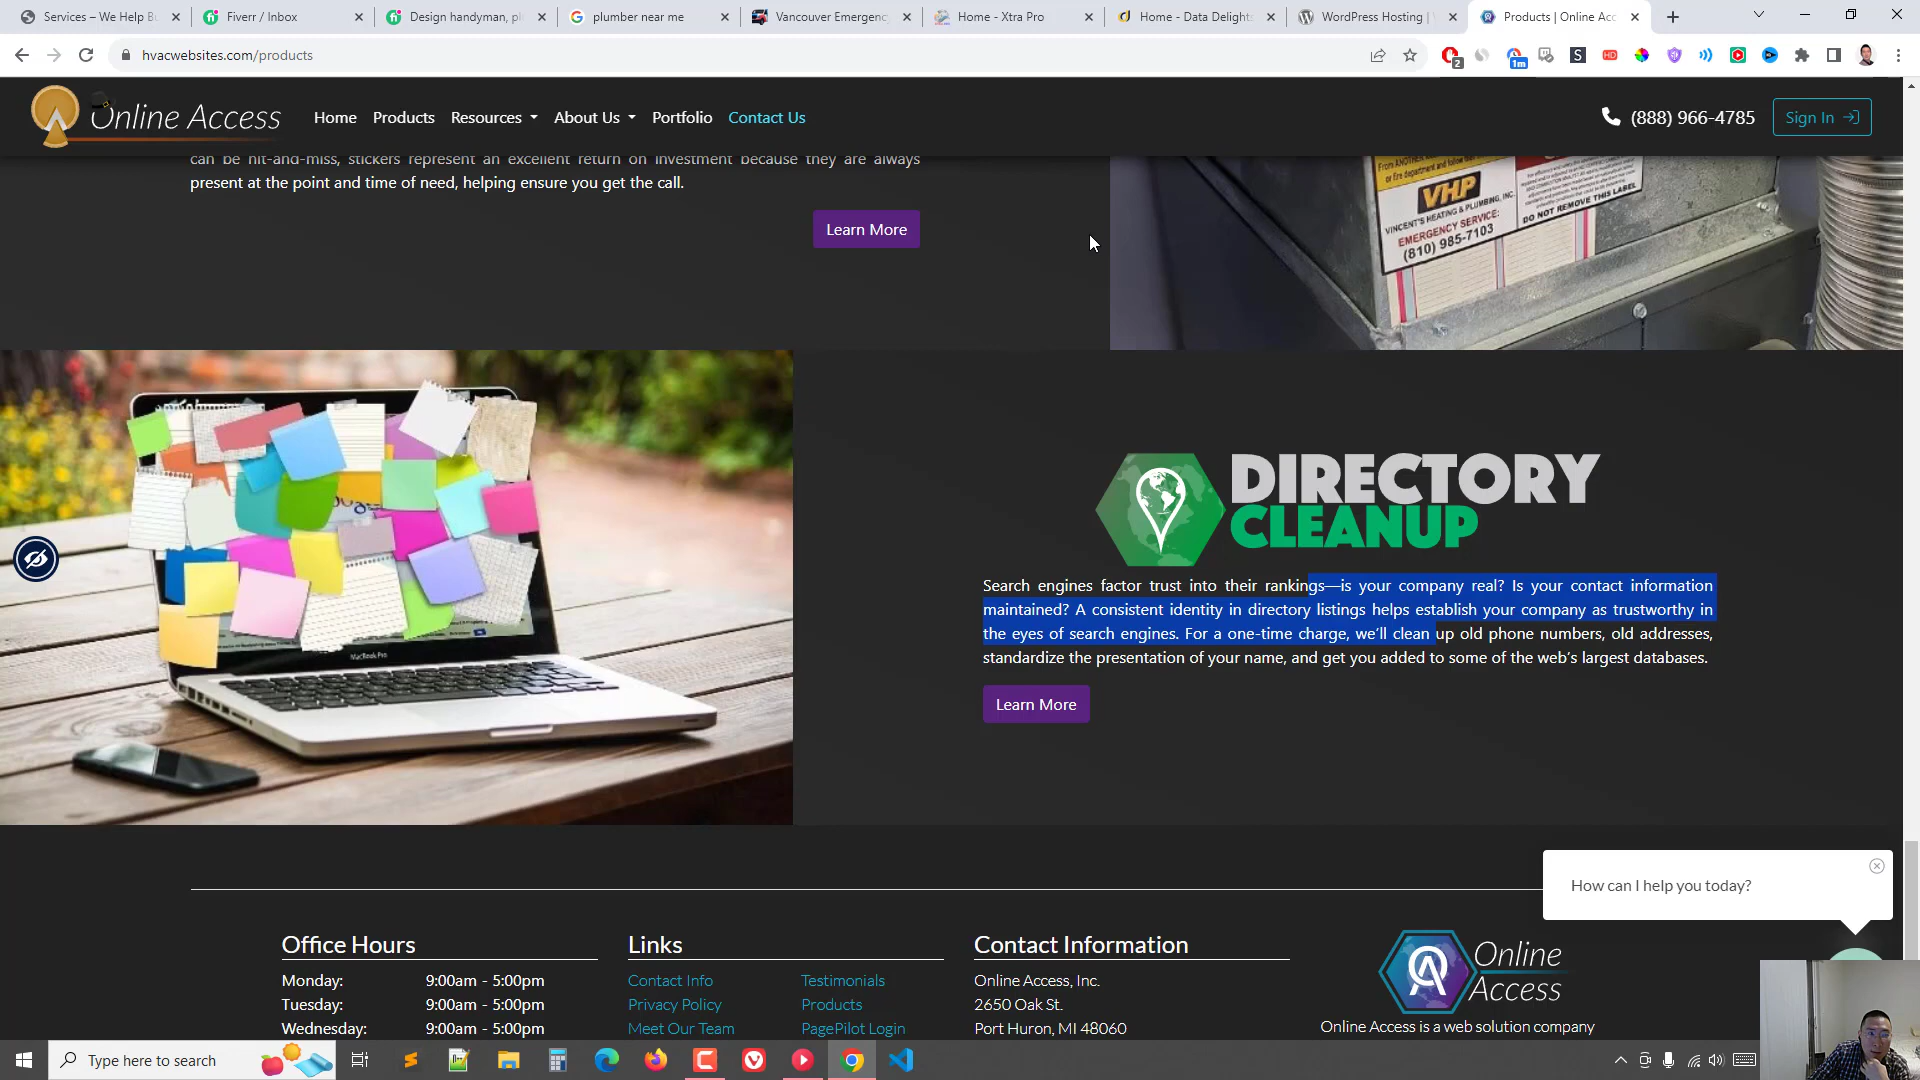 Services – We Help Bu
Fiverr / Inbox
Design handyman, pl
plumber near me
Vancouver Emergency
Home - Xtra Pro
Home - Data Delights
WordPress Hosting |
Products | Online Acc
hvacwebsites.com/products
2
1m
S
HD
Online Access
Home
Products
Resources
About Us
Portfolio
Contact Us
(888) 966-4785
Sign In
can be hit-and-miss, stickers represent an excellent return on investment because they are always
present at the point and time of need, helping ensure you get the call.
Learn More
VHP
VINCENT'S HEATING & PLUMBING, INC.
EMERGENCY SERVICE:
(810) 985-7103
DO NOT REMOVE THIS LABEL
DIRECTORY
CLEANUP
Search engines factor trust into their rankings—is your company real? Is your contact information
maintained? A consistent identity in directory listings helps establish your company as trustworthy in
the eyes of search engines. For a one-time charge, we'll clean up old phone numbers, old addresses,
standardize the presentation of your name, and get you added to some of the web's largest databases.
Learn More
MacBook Pro
How can I help you today?
Office Hours
Monday: 9:00am - 5:00pm
Tuesday: 9:00am - 5:00pm
Wednesday: 9:00am - 5:00pm
Links
Contact Info
Testimonials
Privacy Policy
Products
Meet Our Team
PagePilot Login
Contact Information
Online Access, Inc.
2650 Oak St.
Port Huron, MI 48060
Online
Access
Online Access is a web solution company
Type here to search